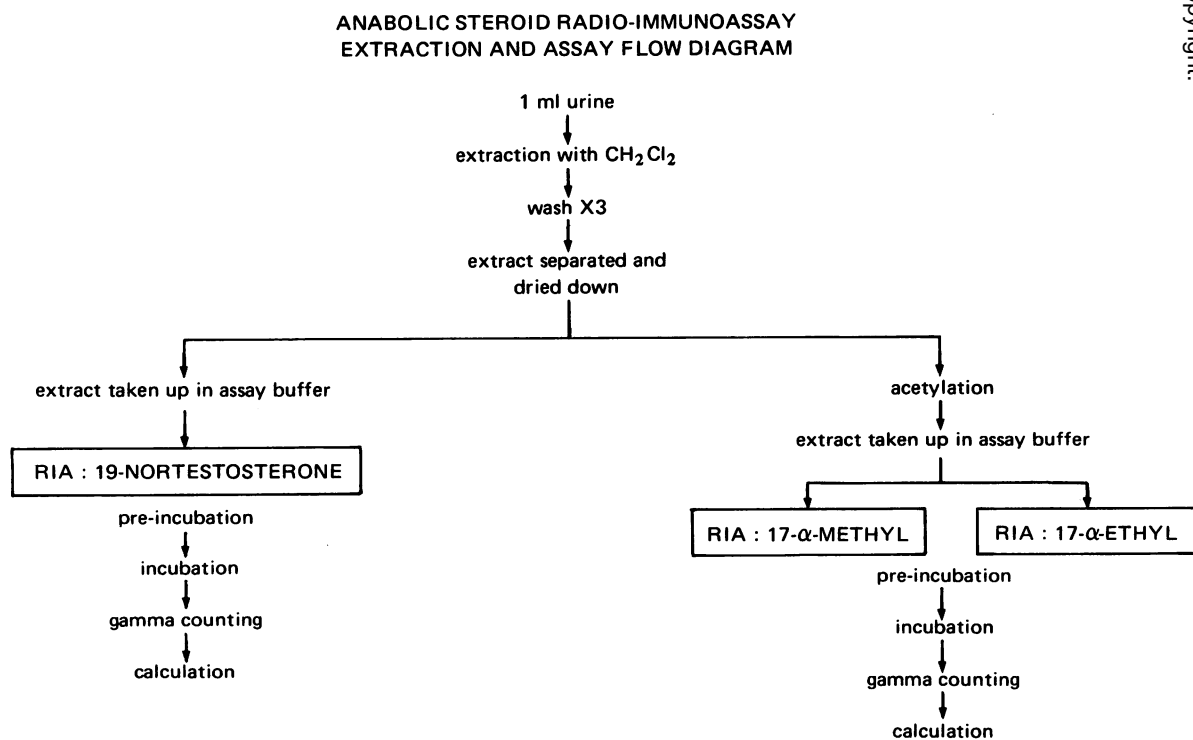 ANABOLIC STEROID RADIO-IMMUNOASSAY
EXTRACTION AND ASSAY FLOW DIAGRAM
1 ml urine
extraction with CH₂Cl₂
wash X3
extract separated and
dried down
extract taken up in assay buffer
RIA : 19-NORTESTOSTERONE
pre-incubation
incubation
gamma counting
calculation
acetylation
extract taken up in assay buffer
RIA : 17-α-METHYL
RIA : 17-α-ETHYL
pre-incubation
incubation
gamma counting
calculation